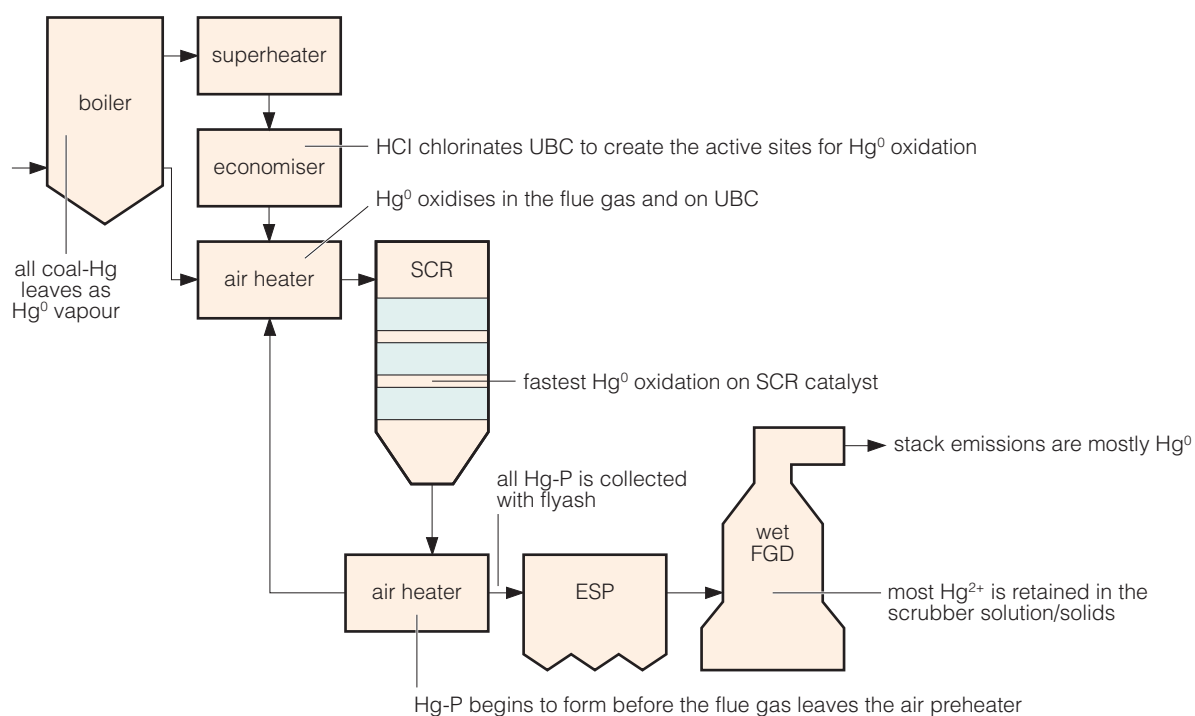 superheater
boiler
HCl chlorinates UBC to create the active sites for Hg⁰ oxidation
economiser
Hg⁰ oxidises in the flue gas and on UBC
all coal-Hg
leaves as
Hg⁰ vapour
air heater
SCR
fastest Hg⁰ oxidation on SCR catalyst
stack emissions are mostly Hg⁰
all Hg-P is collected
with flyash
wet
FGD
air heater
ESP
most Hg²⁺ is retained in the
scrubber solution/solids
Hg-P begins to form before the flue gas leaves the air preheater